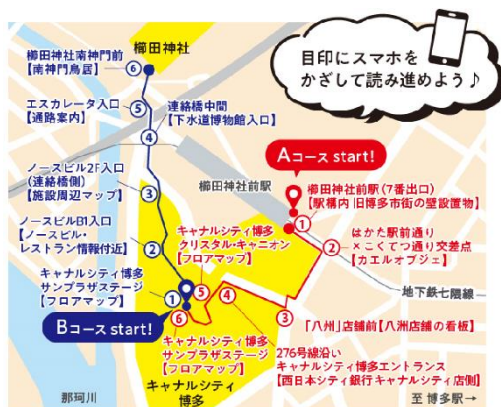 櫛田神社
目印にスマホを
かざして読み進めよう♪
櫛田神社南神門前
【南神門鳥居】
⑥
エスカレータ入口
【通路案内】
⑤
連絡橋中間
【下水道博物館入口】
④
ノースビル2F入口
(連絡橋側)
【施設周辺マップ】
③
ノースビルB1入口
【ノースビル・
レストラン情報付近】
②
キャナルシティ博多
サンプラザステージ
【フロアマップ】
①
Bコース start!
Aコース start!
櫛田神社前駅
櫛田神社前駅(7番出口)
【駅構内 旧博多市街の壁設置物】
①
はかた駅前通り
×こくてつ通り交差点
【カエルオブジェ】
②
地下鉄七隈線
「八州」店舗前【八洲店舗の看板】
③
276号線沿い
キャナルシティ博多エントランス
【西日本シティ銀行 キャナルシティ店側】
④
キャナルシティ博多
クリスタル・キャニオン
【フロアマップ】
⑤
キャナルシティ博多
サンプラザステージ
【フロアマップ】
⑥
キャナルシティ
博多
那珂川
至 博多駅→